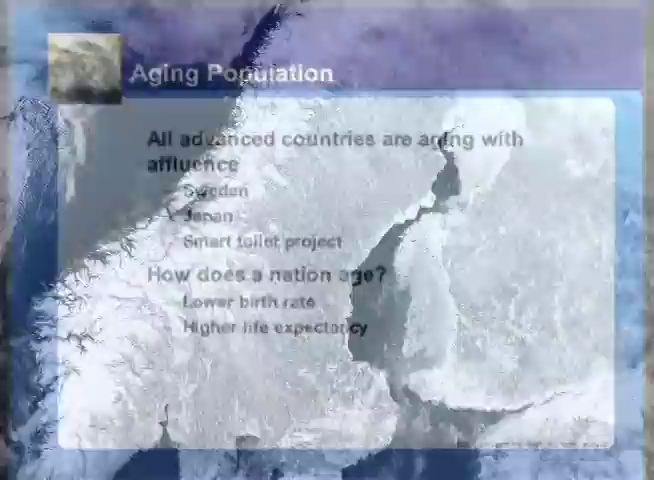 Aging Population
All advanced countries are aging with
affluence
Sweden
Japan
Smart toilet project
How does a nation age?
Lower birth rate
Higher life expectancy